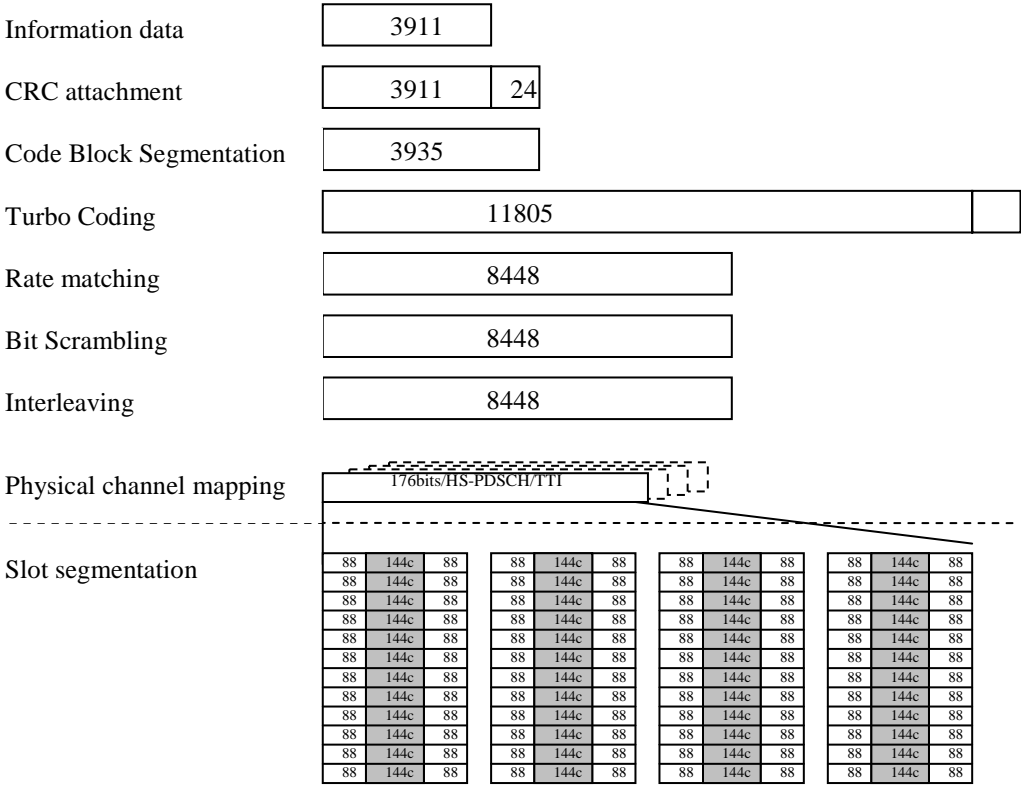 Information data 3911
CRC attachment 3911 24
Code Block Segmentation 3935
Turbo Coding 11805
Rate matching 8448
Bit Scrambling 8448
Interleaving 8448
Physical channel mapping 176bits/HS-PDSCH/TTI
Slot segmentation
88 144c 88 88 144c 88 88 144c 88 88 144c 88
88 144c 88 88 144c 88 88 144c 88 88 144c 88
88 144c 88 88 144c 88 88 144c 88 88 144c 88
88 144c 88 88 144c 88 88 144c 88 88 144c 88
88 144c 88 88 144c 88 88 144c 88 88 144c 88
88 144c 88 88 144c 88 88 144c 88 88 144c 88
88 144c 88 88 144c 88 88 144c 88 88 144c 88
88 144c 88 88 144c 88 88 144c 88 88 144c 88
88 144c 88 88 144c 88 88 144c 88 88 144c 88
88 144c 88 88 144c 88 88 144c 88 88 144c 88
88 144c 88 88 144c 88 88 144c 88 88 144c 88
88 144c 88 88 144c 88 88 144c 88 88 144c 88